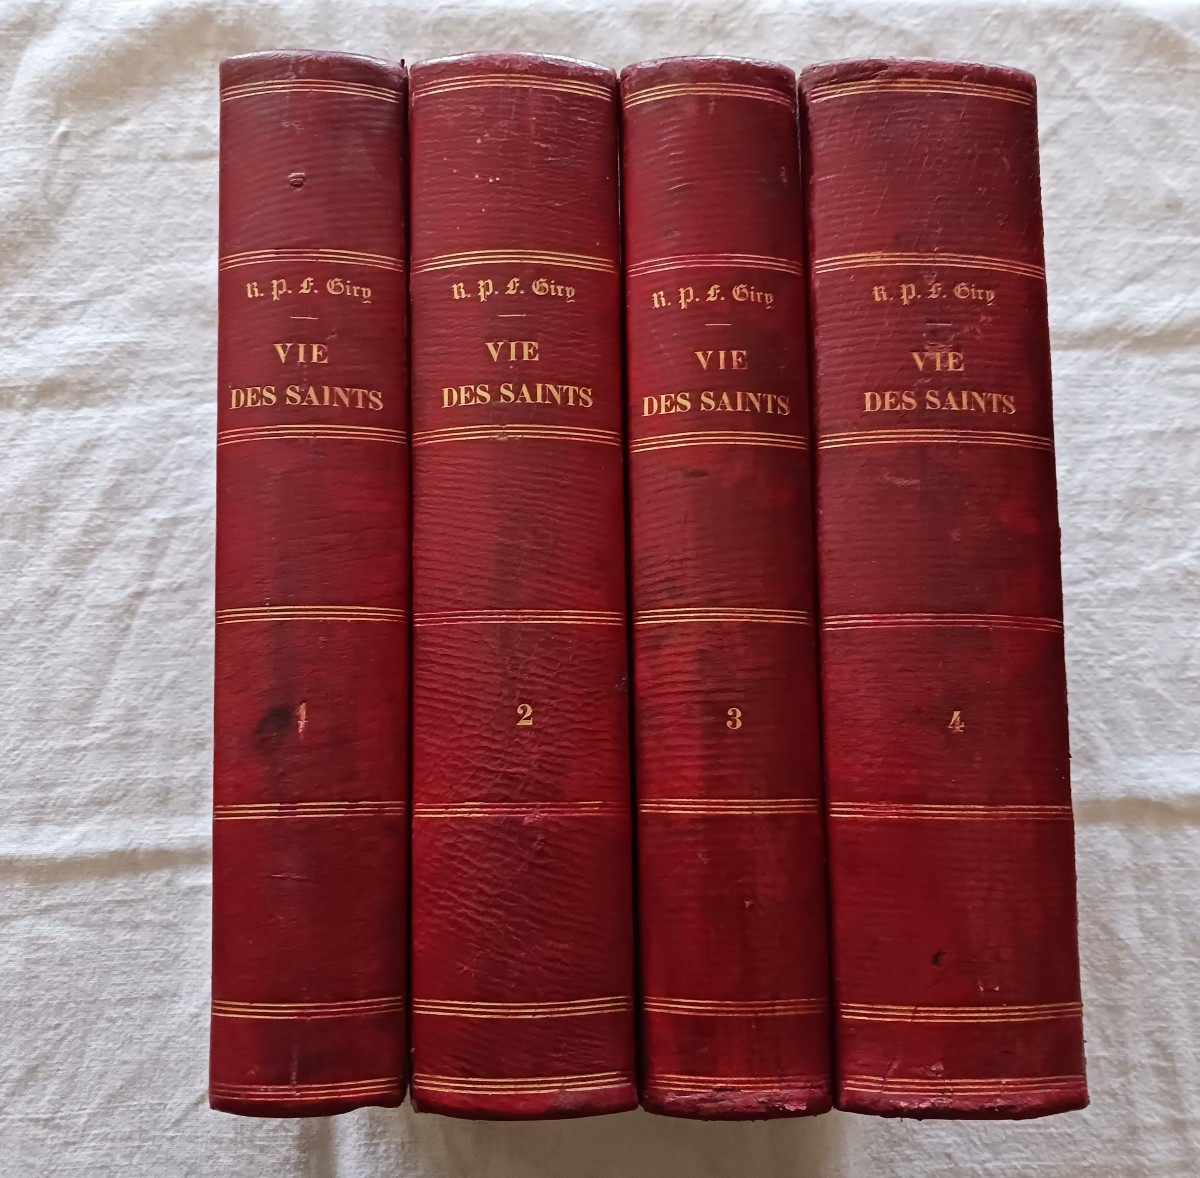 R. P. F. Giry
VIE
DES SAINTS
1
R. P. F. Giry
VIE
DES SAINTS
2
R. P. F. Giry
VIE
DES SAINTS
3
R. P. F. Giry
VIE
DES SAINTS
4